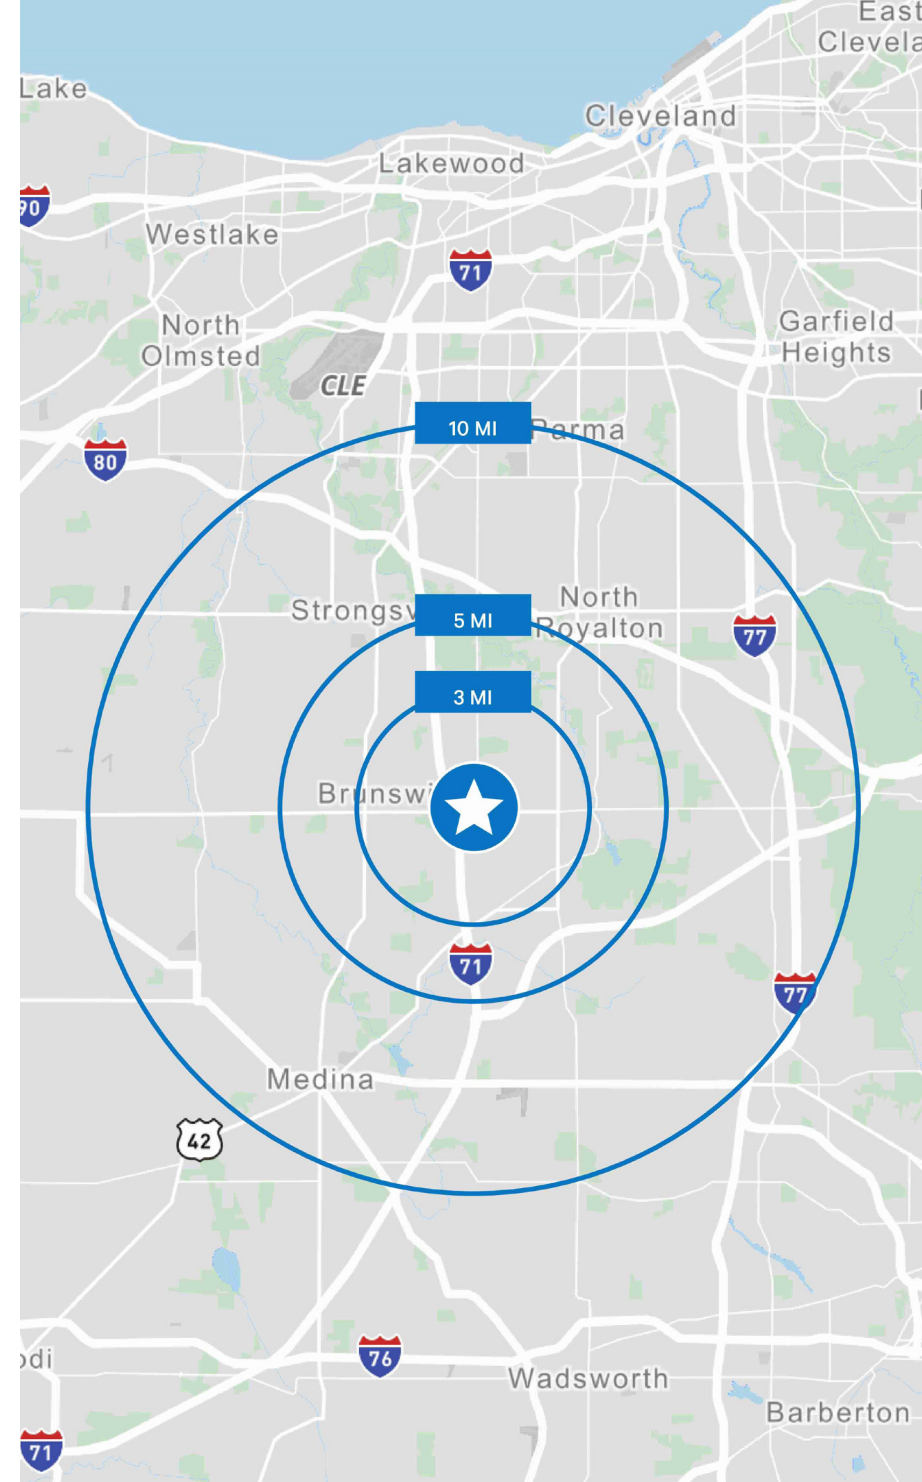 East
Clevela
Lake
Cleveland
Lakewood
90
Westlake
71
North
Olmsted
Garfield
Heights
CLE
10 MI
Parma
80
Strongsv
5 MI
North
Royalton
77
3 MI
Brunswi
71
77
Medina
42
76
odi
Wadsworth
Barberton
71